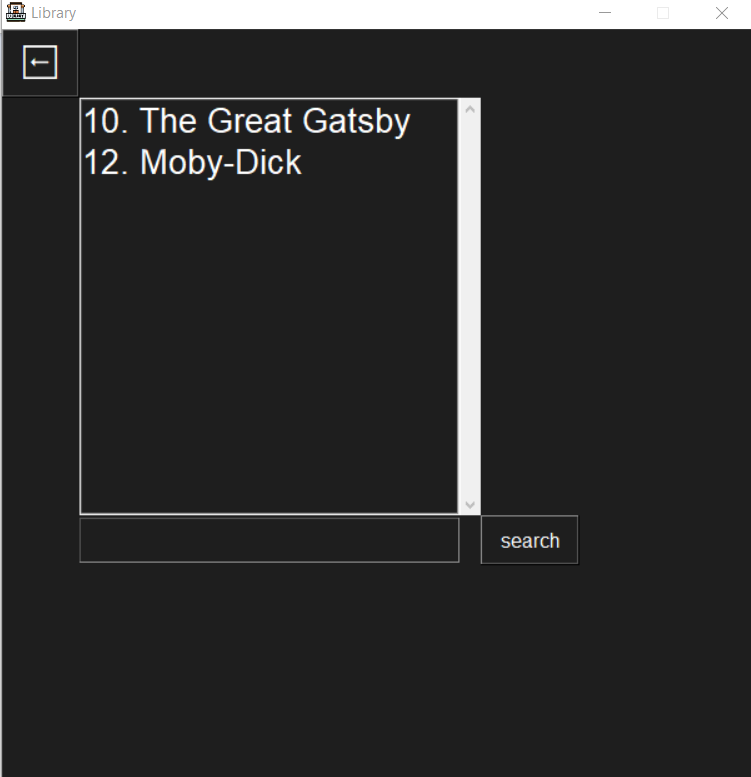 Library
10. The Great Gatsby
12. Moby-Dick
search